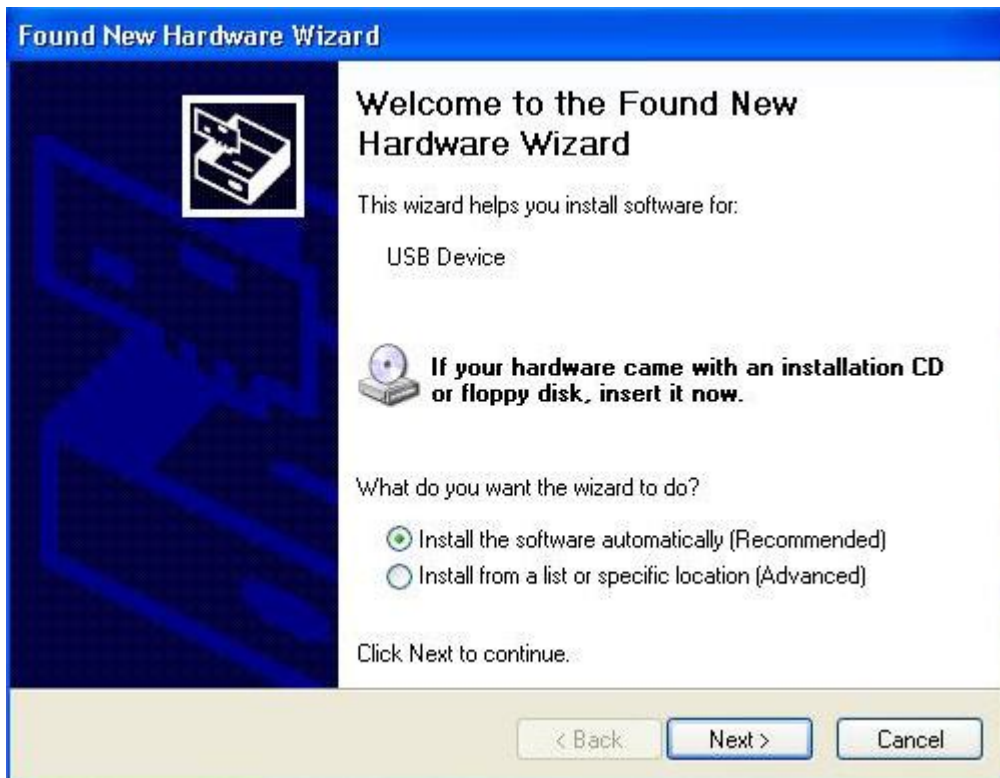 Found New Hardware Wizard
Welcome to the Found New
Hardware Wizard
This wizard helps you install software for:
USB Device
If your hardware came with an installation CD
or floppy disk, insert it now.
What do you want the wizard to do?
Install the software automatically (Recommended)
Install from a list or specific location (Advanced)
Click Next to continue.
< Back
Next >
Cancel